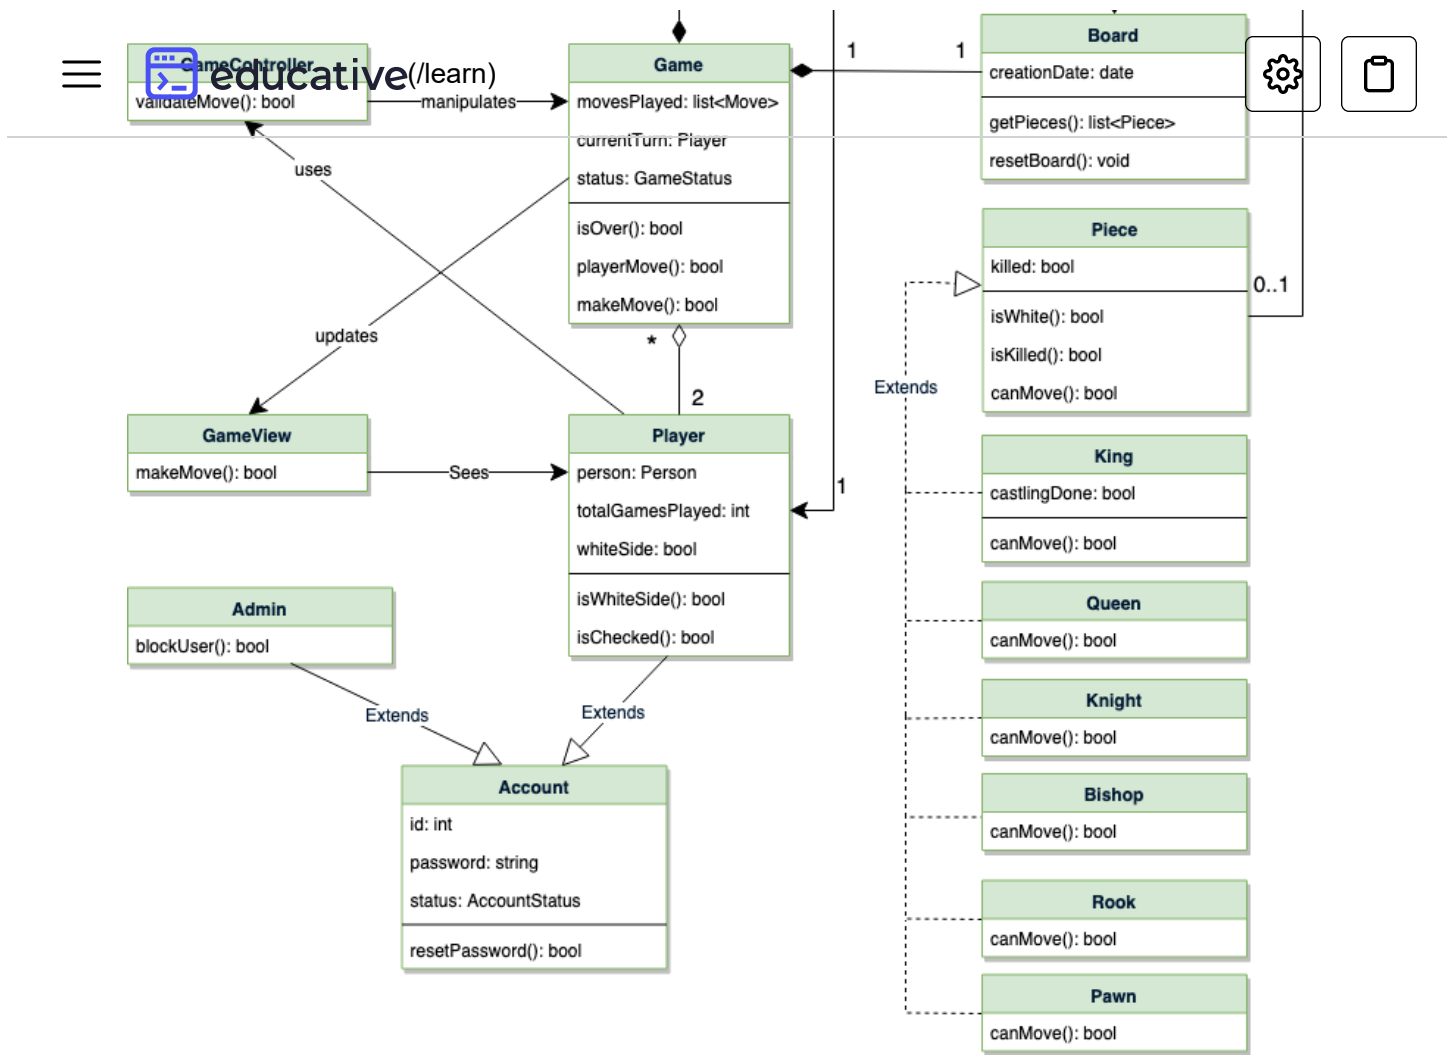 GameController
educative(/learn)
validateMove(): bool
manipulates
Game
movesPlayed: list<Move>
currentTurn: Player
status: GameStatus
isOver(): bool
playerMove(): bool
makeMove(): bool
1
1
Board
creationDate: date
getPieces(): list<Piece>
resetBoard(): void
uses
updates
*
2
Piece
killed: bool
isWhite(): bool
isKilled(): bool
canMove(): bool
0..1
Extends
GameView
makeMove(): bool
Sees
Player
person: Person
totalGamesPlayed: int
whiteSide: bool
isWhiteSide(): bool
isChecked(): bool
1
King
castlingDone: bool
canMove(): bool
Queen
canMove(): bool
Knight
canMove(): bool
Bishop
canMove(): bool
Rook
canMove(): bool
Pawn
canMove(): bool
Admin
blockUser(): bool
Extends
Extends
Account
id: int
password: string
status: AccountStatus
resetPassword(): bool